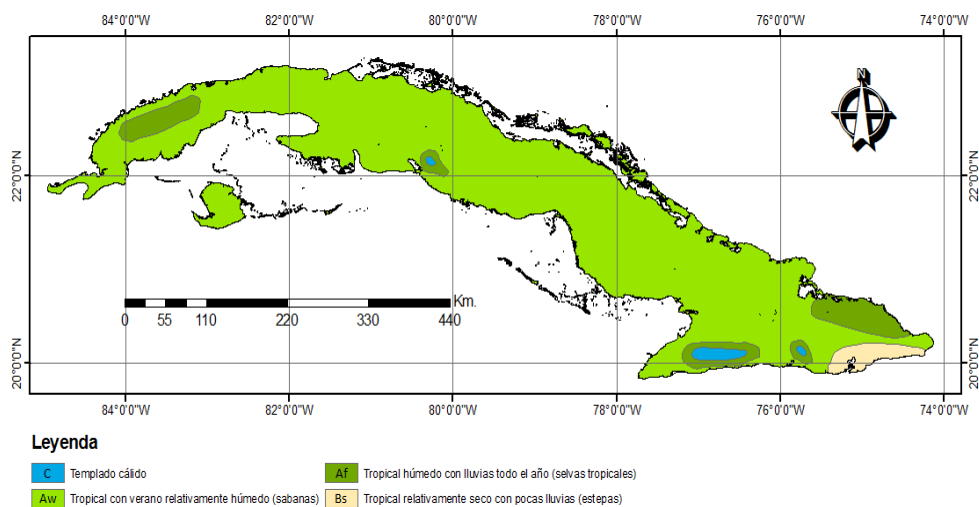 84°0'0"W 82°0'0"W 80°0'0"W 78°0'0"W 76°0'0"W 74°0'0"W
N
22°0'0"N 22°0'0"N
Km.
0 55 110 220 330 440
20°0'0"N 20°0'0"N
84°0'0"W 82°0'0"W 80°0'0"W 78°0'0"W 76°0'0"W 74°0'0"W
Leyenda
C Templado cálido
Af Tropical húmedo con lluvias todo el año (selvas tropicales)
Aw Tropical con verano relativamente húmedo (sabanas)
Bs Tropical relativamente seco con pocas lluvias (estepas)